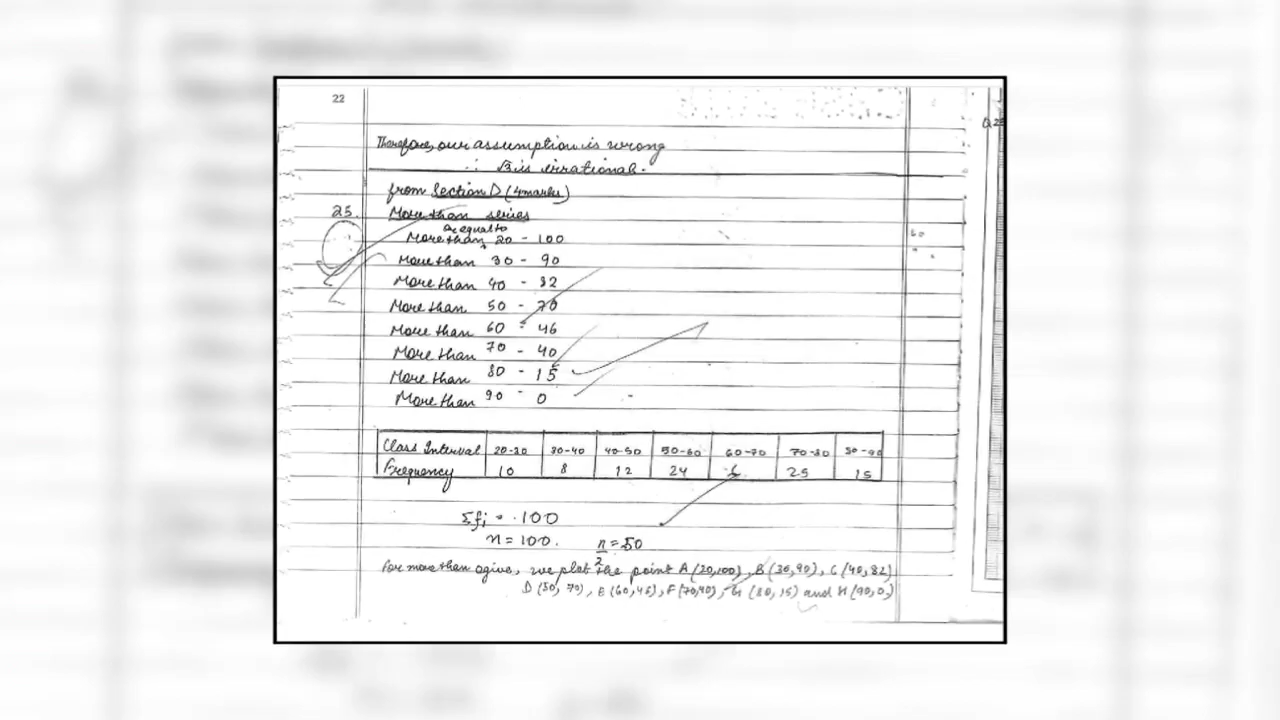 22
Therefore, our assumption is wrong
∴ √3 is irrational.
from Section D (4 marks)
25. More than series
or equal to
More than 20 - 100
More than 30 - 90
More than 40 - 82
More than 50 - 70
More than 60 - 46
More than 70 - 40
More than 80 - 15
More than 90 - 0
Class Interval 20-30 30-40 40-50 50-60 60-70 70-80 80-90
Frequency 10 8 12 24 6 25 15
Σfi = 100
n = 100. n/2 = 50
For more than ogive, we plot the point A (20,100), B (30,90), C (40,82)
D (50, 70), E (60,46), F (70,40), G (80, 15) and H (90,0)